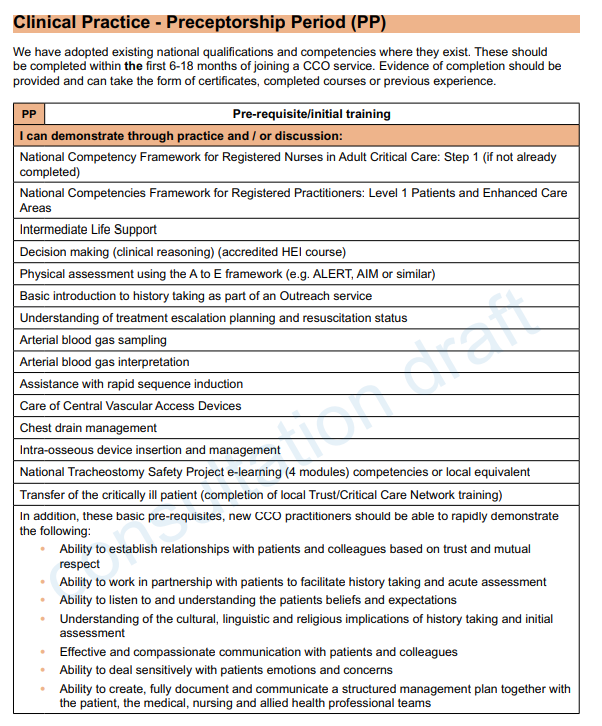 Clinical Practice - Preceptorship Period (PP)
We have adopted existing national qualifications and competencies where they exist. These should
be completed within the first 6-18 months of joining a CCO service. Evidence of completion should be
provided and can take the form of certificates, completed courses or previous experience.
PP Pre-requisite/initial training
I can demonstrate through practice and / or discussion:
National Competency Framework for Registered Nurses in Adult Critical Care: Step 1 (if not already
completed)
National Competencies Framework for Registered Practitioners: Level 1 Patients and Enhanced Care
Areas
Intermediate Life Support
Decision making (clinical reasoning) (accredited HEI course)
Physical assessment using the A to E framework (e.g. ALERT, AIM or similar)
Basic introduction to history taking as part of an Outreach service
Understanding of treatment escalation planning and resuscitation status
Arterial blood gas sampling
Arterial blood gas interpretation
Assistance with rapid sequence induction
Care of Central Vascular Access Devices
Chest drain management
Intra-osseous device insertion and management
National Tracheostomy Safety Project e-learning (4 modules) competencies or local equivalent
Transfer of the critically ill patient (completion of local Trust/Critical Care Network training)
In addition, these basic pre-requisites, new CCO practitioners should be able to rapidly demonstrate
the following:
• Ability to establish relationships with patients and colleagues based on trust and mutual
respect
• Ability to work in partnership with patients to facilitate history taking and acute assessment
• Ability to listen to and understanding the patients beliefs and expectations
• Understanding of the cultural, linguistic and religious implications of history taking and initial
assessment
• Effective and compassionate communication with patients and colleagues
• Ability to deal sensitively with patients emotions and concerns
• Ability to create, fully document and communicate a structured management plan together with
the patient, the medical, nursing and allied health professional teams
consultation draft